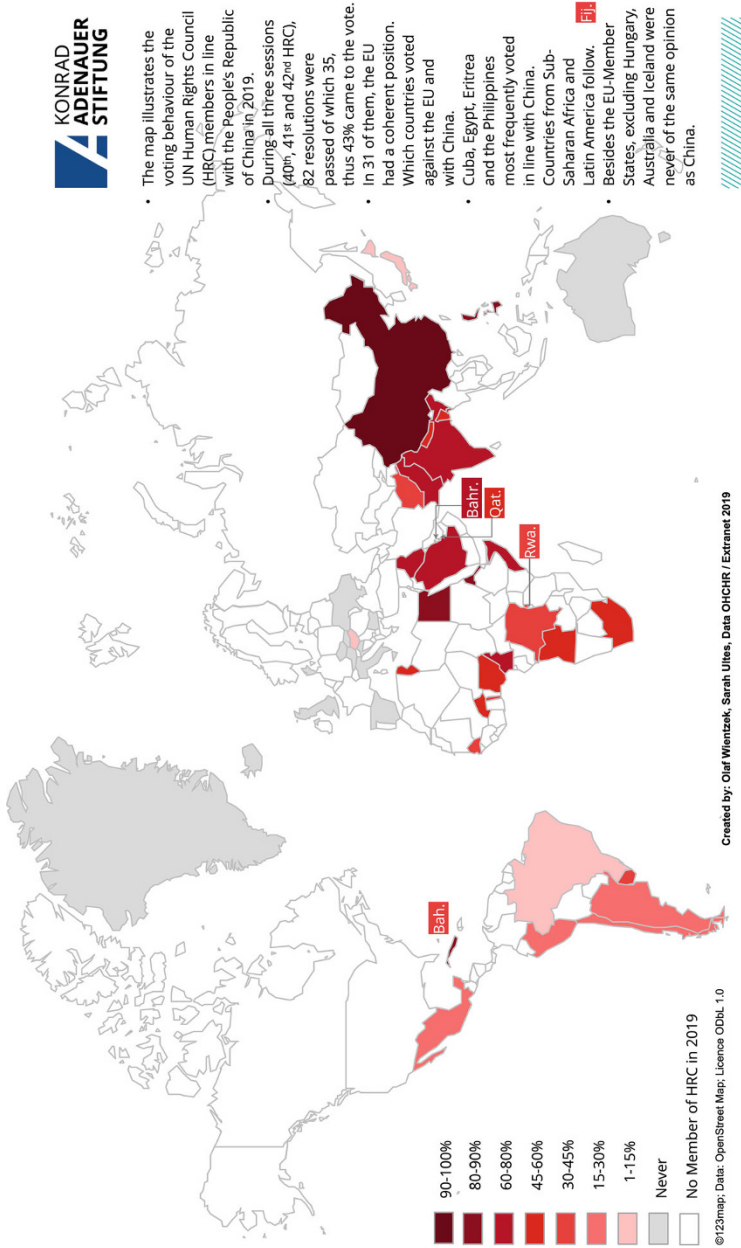 KONRAD
ADENAUER
STIFTUNG
• The map illustrates the
voting behaviour of the
UN Human Rights Council
(HRC) members in line
with the People's Republic
of China in 2019.
• During all three sessions
(40th, 41st and 42nd HRC),
82 resolutions were
passed of which 35,
thus 43% came to the vote.
• In 31 of them, the EU
had a coherent position.
Which countries voted
against the EU and
with China.
• Cuba, Egypt, Eritrea
and the Philippines
most frequently voted
in line with China.
Countries from Sub-
Saharan Africa and
Latin America follow.
• Besides the EU-Member
States, excluding Hungary,
Australia and Iceland were
never of the same opinion
as China.
Fij.
Bah.
Bahr.
Qat.
Rwa.
90-100%
80-90%
60-80%
45-60%
30-45%
15-30%
1-15%
Never
No Member of HRC in 2019
©123map; Data: OpenStreet Map; Licence ODbL 1.0
Created by: Olaf Wientzek, Sarah Ultes, Data OHCHR / Extranet 2019